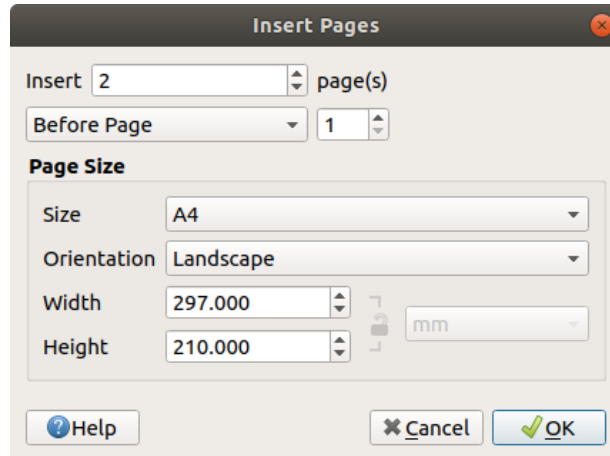 Insert Pages
Insert 2 page(s)
Before Page 1
Page Size
Size A4
Orientation Landscape
Width 297.000
mm
Height 210.000
Help Cancel OK